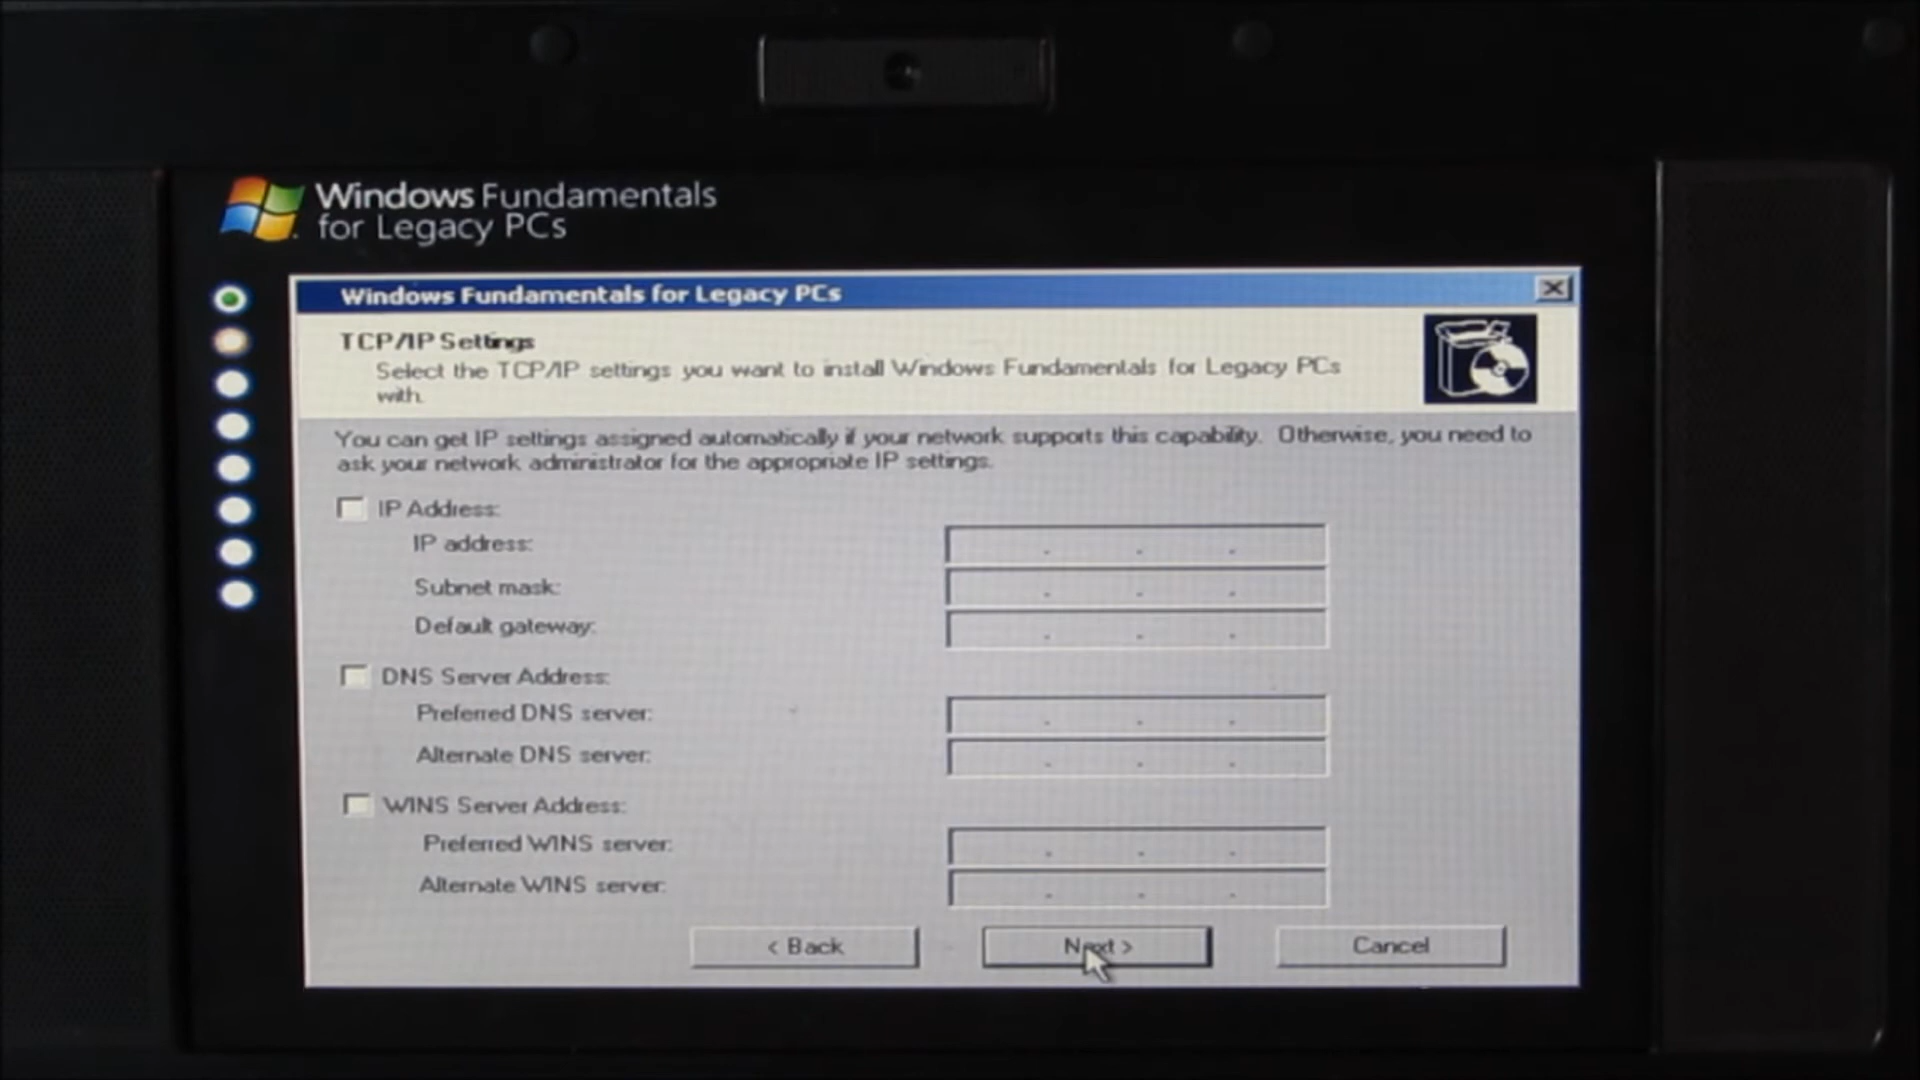 Windows Fundamentals
for Legacy PCs
Windows Fundamentals for Legacy PCs
TCP/IP Settings
Select the TCP/IP settings you want to install Windows Fundamentals for Legacy PCs
with.
You can get IP settings assigned automatically if your network supports this capability. Otherwise, you need to
ask your network administrator for the appropriate IP settings.
IP Address:
IP address:
Subnet mask:
Default gateway:
DNS Server Address:
Preferred DNS server:
Alternate DNS server:
WINS Server Address:
Preferred WINS server:
Alternate WINS server:
< Back
Next >
Cancel